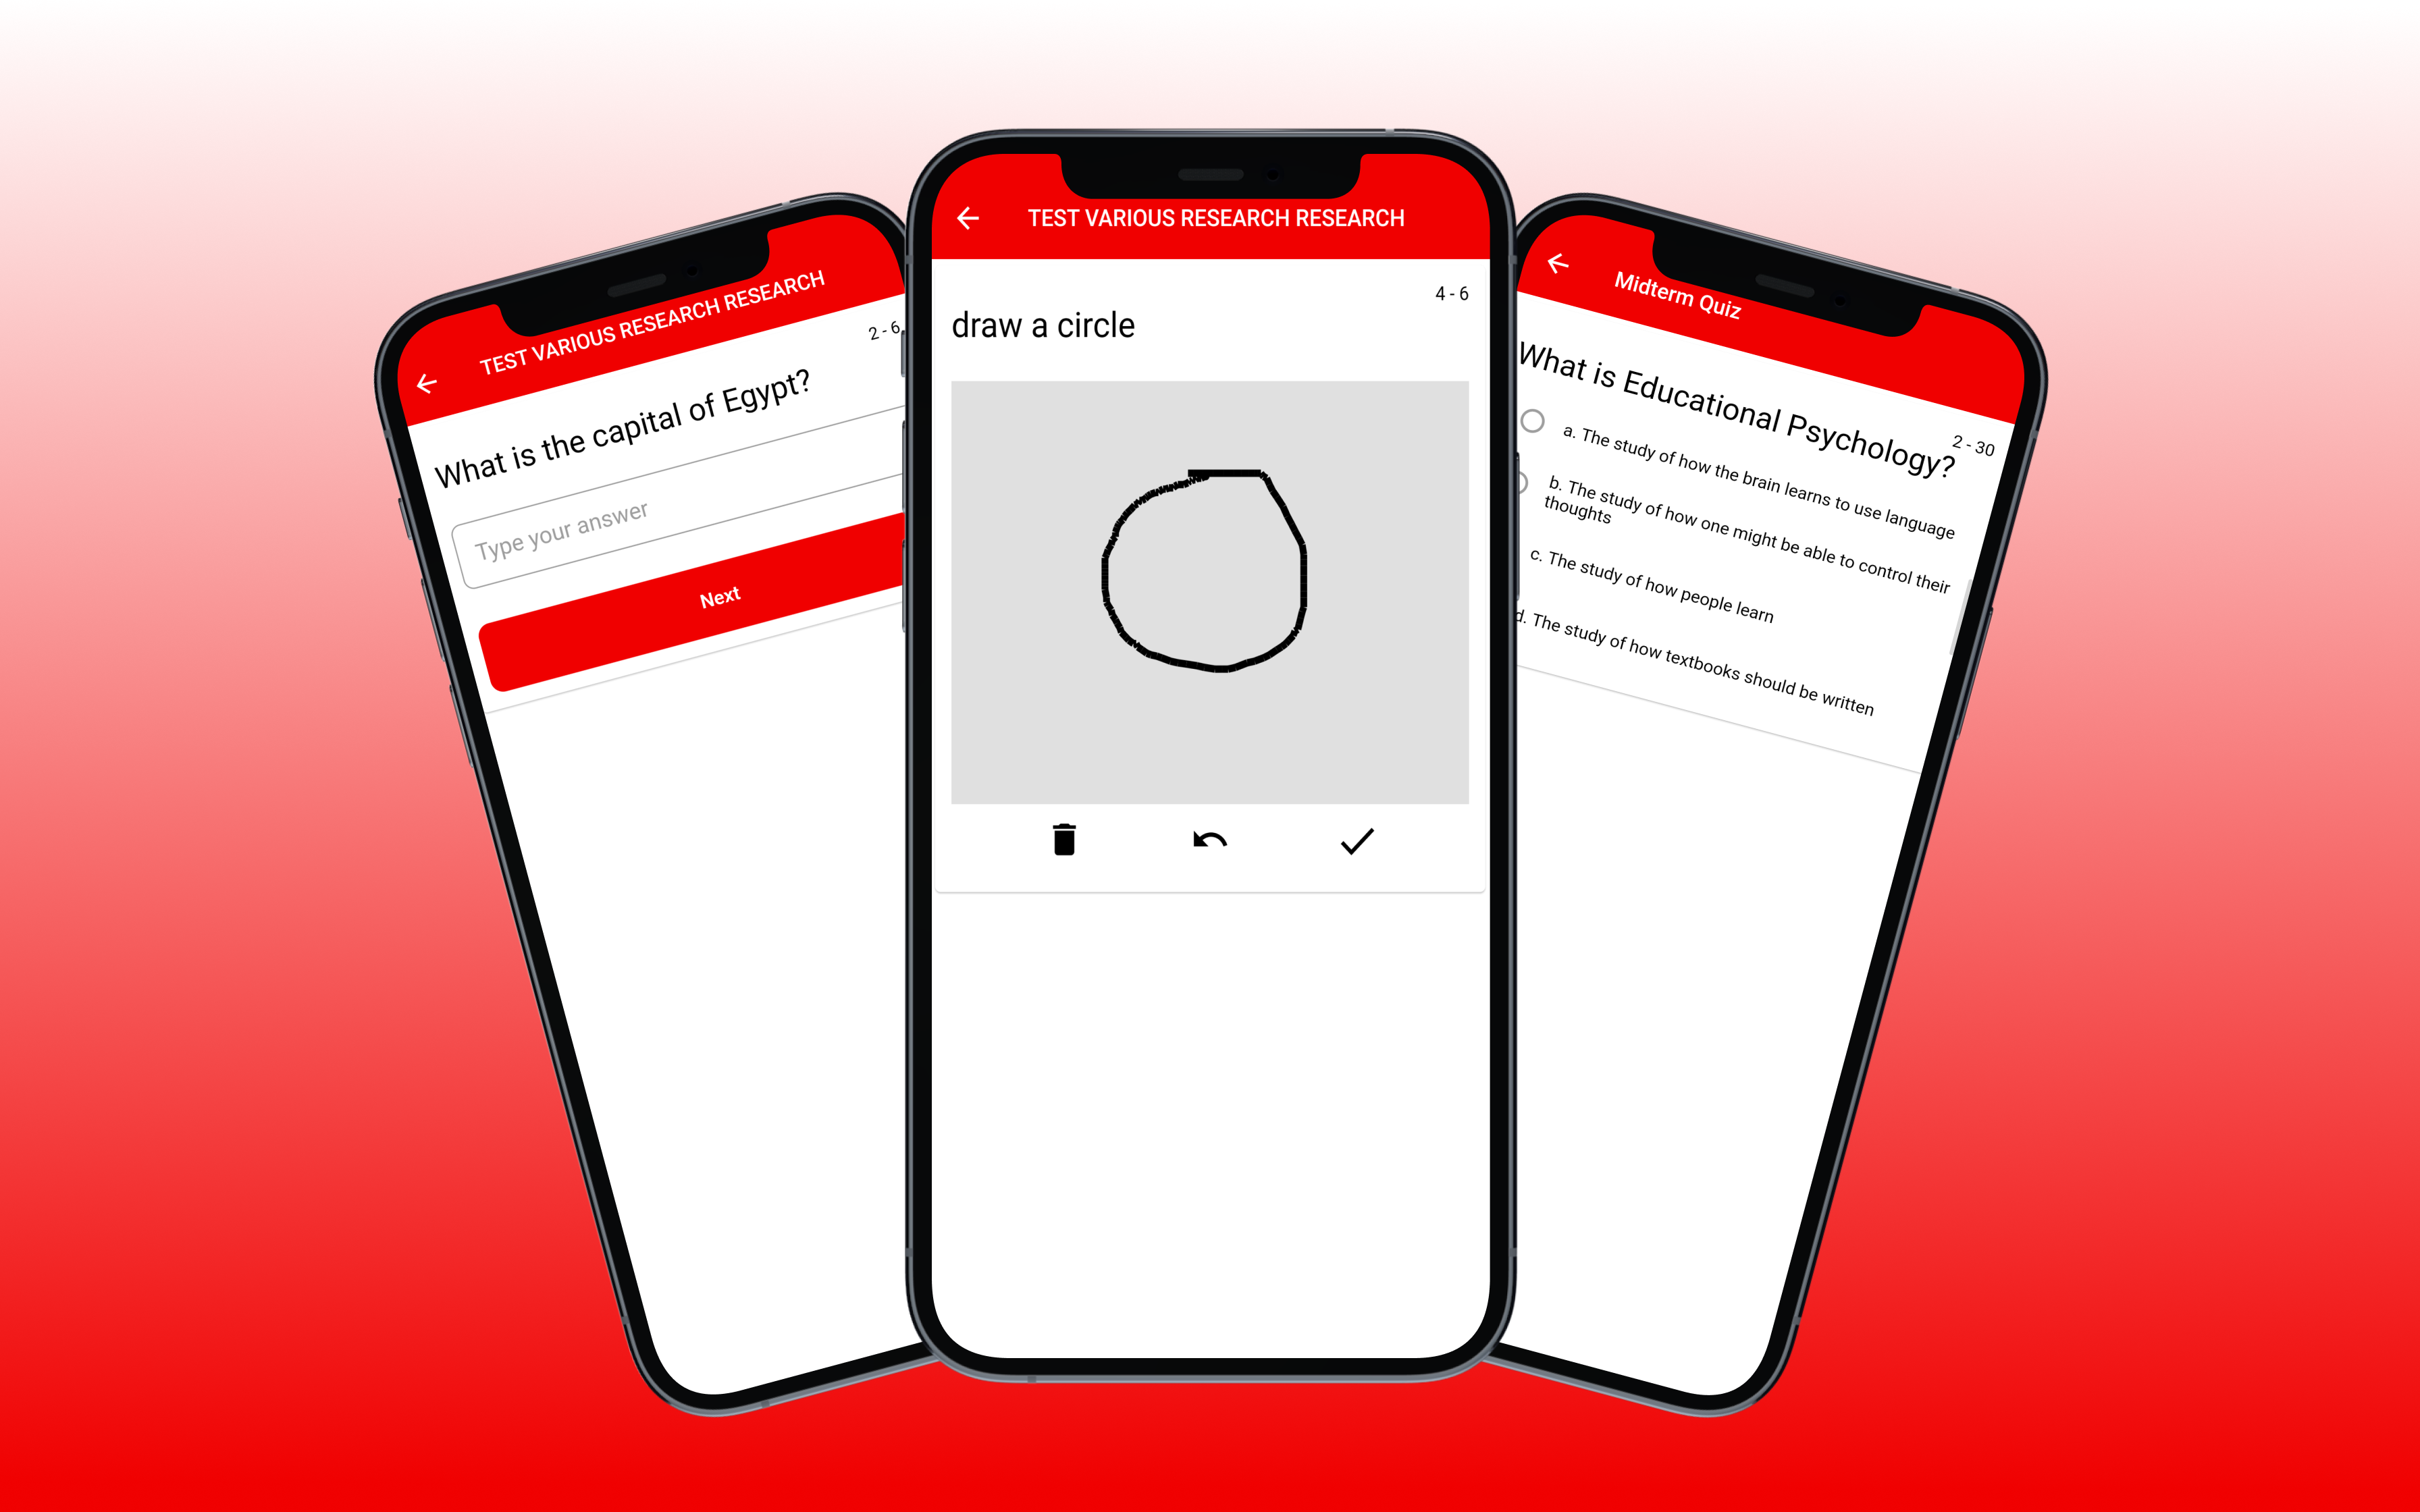 TEST VARIOUS RESEARCH RESEARCH
2 - 6
What is the capital of Egypt?
Type your answer
Next
TEST VARIOUS RESEARCH RESEARCH
4 - 6
draw a circle
Midterm Quiz
2 - 30
What is Educational Psychology?
a. The study of how the brain learns to use language
b. The study of how one might be able to control their
thoughts
c. The study of how people learn
d. The study of how textbooks should be written